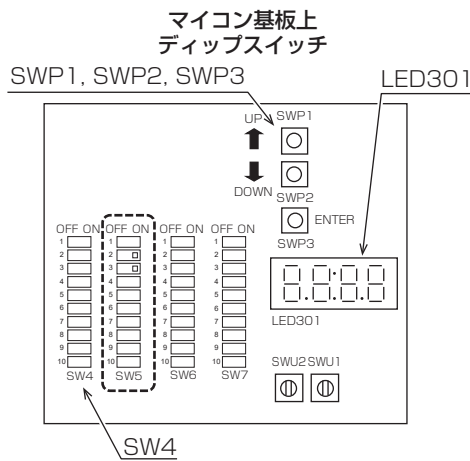 マイコン基板上
ディップスイッチ
SWP1, SWP2, SWP3
LED301
UP
SWP1
DOWN
SWP2
ENTER
SWP3
OFF ON
OFF ON
OFF ON
OFF ON
1
2
3
4
5
6
7
8
9
10
1
2
3
4
5
6
7
8
9
10
1
2
3
4
5
6
7
8
9
10
1
2
3
4
5
6
7
8
9
10
SW4
SW5
SW6
SW7
LED301
SWU2
SWU1
SW4